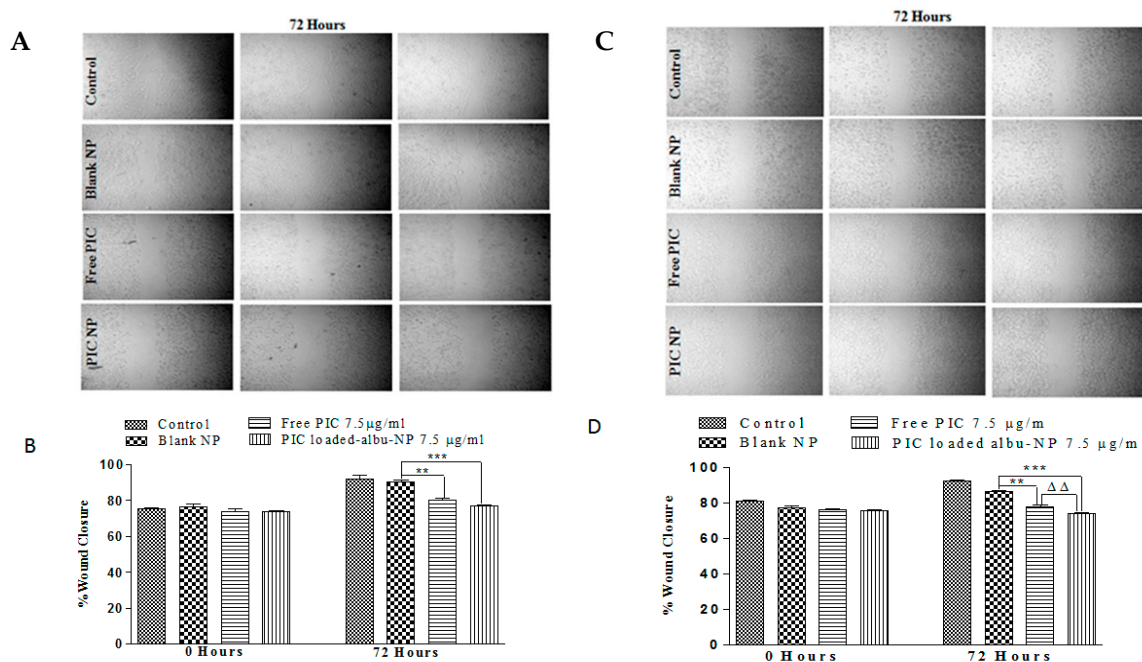 A
72 Hours
Control
Blank NP
Free PIC
PIC NP
B
Control
Free PIC 7.5µg/ml
Blank NP
PIC loaded-albu-NP 7.5 µg/ml
% Wound Closure
100
80
60
40
20
0
**
***
0 Hours
72 Hours
C
72 Hours
Control
Blank NP
Free PIC
PIC NP
D
Control
Free PIC 7.5 µg/m
Blank NP
PIC loaded albu-NP 7.5 µg/m
% Wound Closure
100
80
60
40
20
0
***
**
Δ Δ
0 Hours
72 Hours